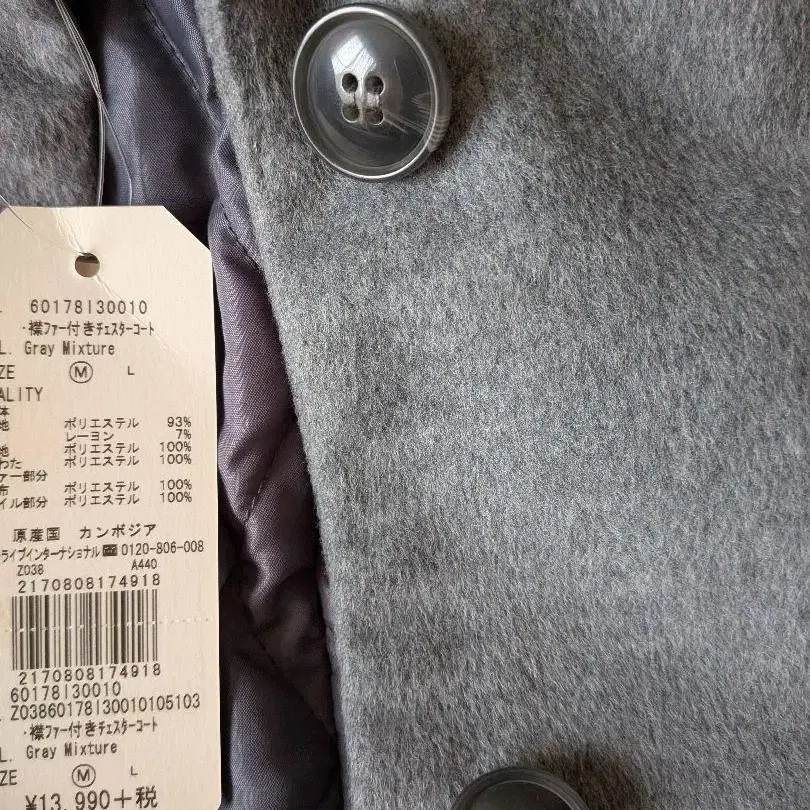 60178I30010
・襟ファー付きチェスターコート
L. Gray Mixture
ZE Ⓜ L
ALITY
体
地 ポリエステル 93%
レーヨン 7%
地 ポリエステル 100%
わた ポリエステル 100%
ァー部分
布 ポリエステル 100%
イル部分 ポリエステル 100%
原産国 カンボジア
ライブインターナショナル 0120-806-008
Z038 A440
2170808174918
2170808174918
60178I30010
Z03860178I30010105103
・襟ファー付きチェスターコート
L. Gray Mixture
ZE Ⓜ L
¥13,990+税